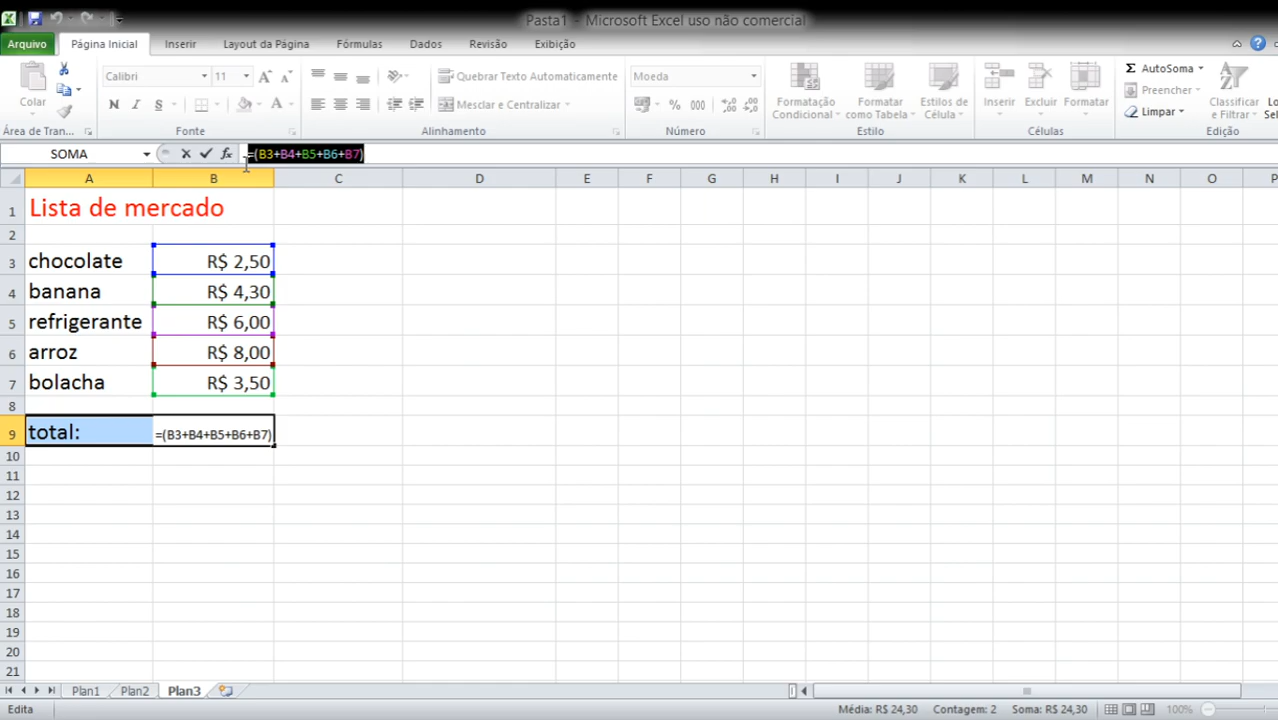 Pasta1 - Microsoft Excel uso não comercial
Arquivo Página Inicial Inserir Layout da Página Fórmulas Dados Revisão Exibição
Calibri 11 Quebrar Texto Automaticamente Moeda AutoSoma
Preencher
Colar N I S A Mesclar e Centralizar % 000 Formatação Condicional Formatar como Tabela Estilos de Célula Inserir Excluir Formatar Limpar Classificar e Filtrar
Área de Tran... Fonte Alinhamento Número Estilo Células Edição
SOMA fx =(B3+B4+B5+B6+B7)
A B C D E F G H I J K L M N O P
1 Lista de mercado
2
3 chocolate R$ 2,50
4 banana R$ 4,30
5 refrigerante R$ 6,00
6 arroz R$ 8,00
7 bolacha R$ 3,50
8
9 total: =(B3+B4+B5+B6+B7)
10
11
12
13
14
15
16
17
18
19
20
21
Plan1 Plan2 Plan3
Edita Média: R$ 24,30 Contagem: 2 Soma: R$ 24,30 100%